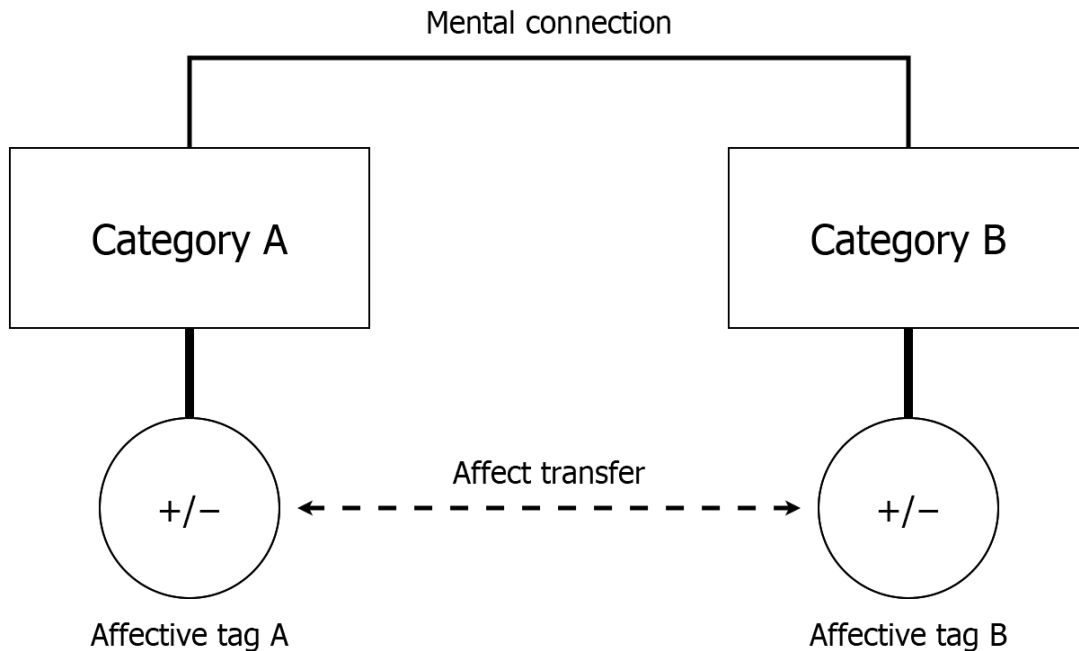 Mental connection
Category A
Category B
Affect transfer
+/−
+/−
Affective tag A
Affective tag B